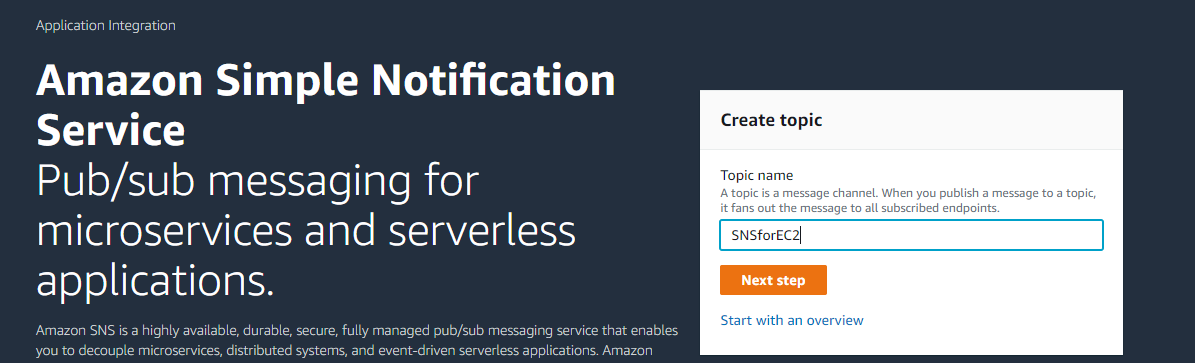 Application Integration
Amazon Simple Notification
Service
Pub/sub messaging for
microservices and serverless
applications.
Amazon SNS is a highly available, durable, secure, fully managed pub/sub messaging service that enables
you to decouple microservices, distributed systems, and event-driven serverless applications. Amazon
Create topic
Topic name
A topic is a message channel. When you publish a message to a topic,
it fans out the message to all subscribed endpoints.
SNSforEC2
Next step
Start with an overview